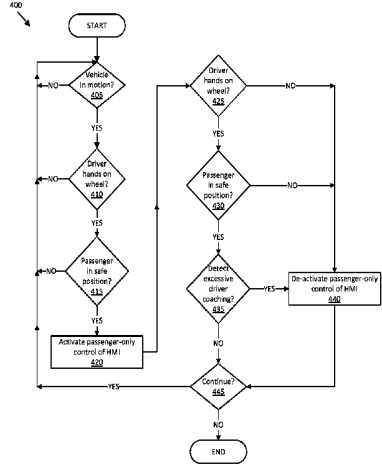 400
START
Vehicle
in motion?
405
NO
YES
Driver
hands on
wheel?
410
NO
YES
Passenger
in safe
position?
415
NO
YES
Activate passenger-only
control of HMI
420
Driver
hands on
wheel?
425
NO
YES
Passenger
in safe
position?
430
NO
YES
Detect
excessive
driver
coaching?
435
YES
NO
De-activate passenger-only
control of HMI
440
Continue?
445
YES
NO
END